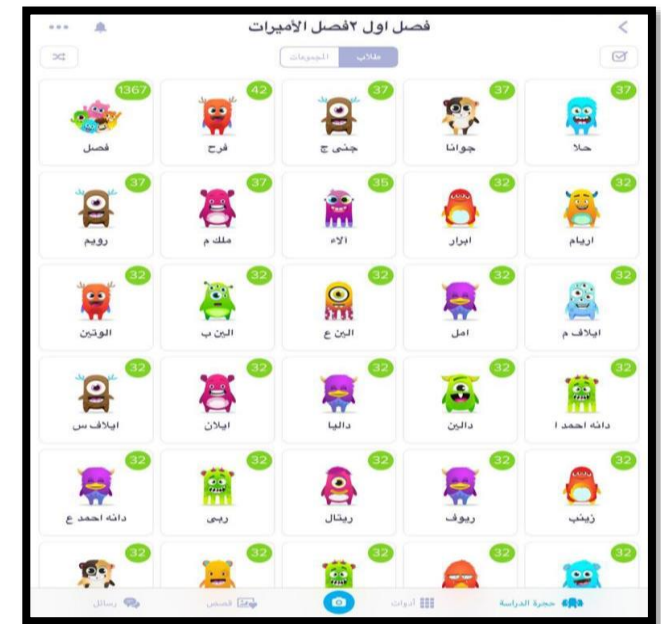 فصل اول ٢فصل الأميرات
طلاب المجموعات
37 37 37 42 1367
حلا جوانا جنى ج فرح فصل
32 32 35 37 37
اريام ابرار الاء ملك م رويم
32 32 32 32 32
ايلاف م امل الين ع الين ب الوتين
32 32 32 32 32
دانه احمد ا دالين داليا ايلان ايلاف س
32 32 32 32 32
زينب ريوف ريتال ربى دانه احمد ع
32 32 32 32 32
حجرة الدراسة أدوات قصص رسائل